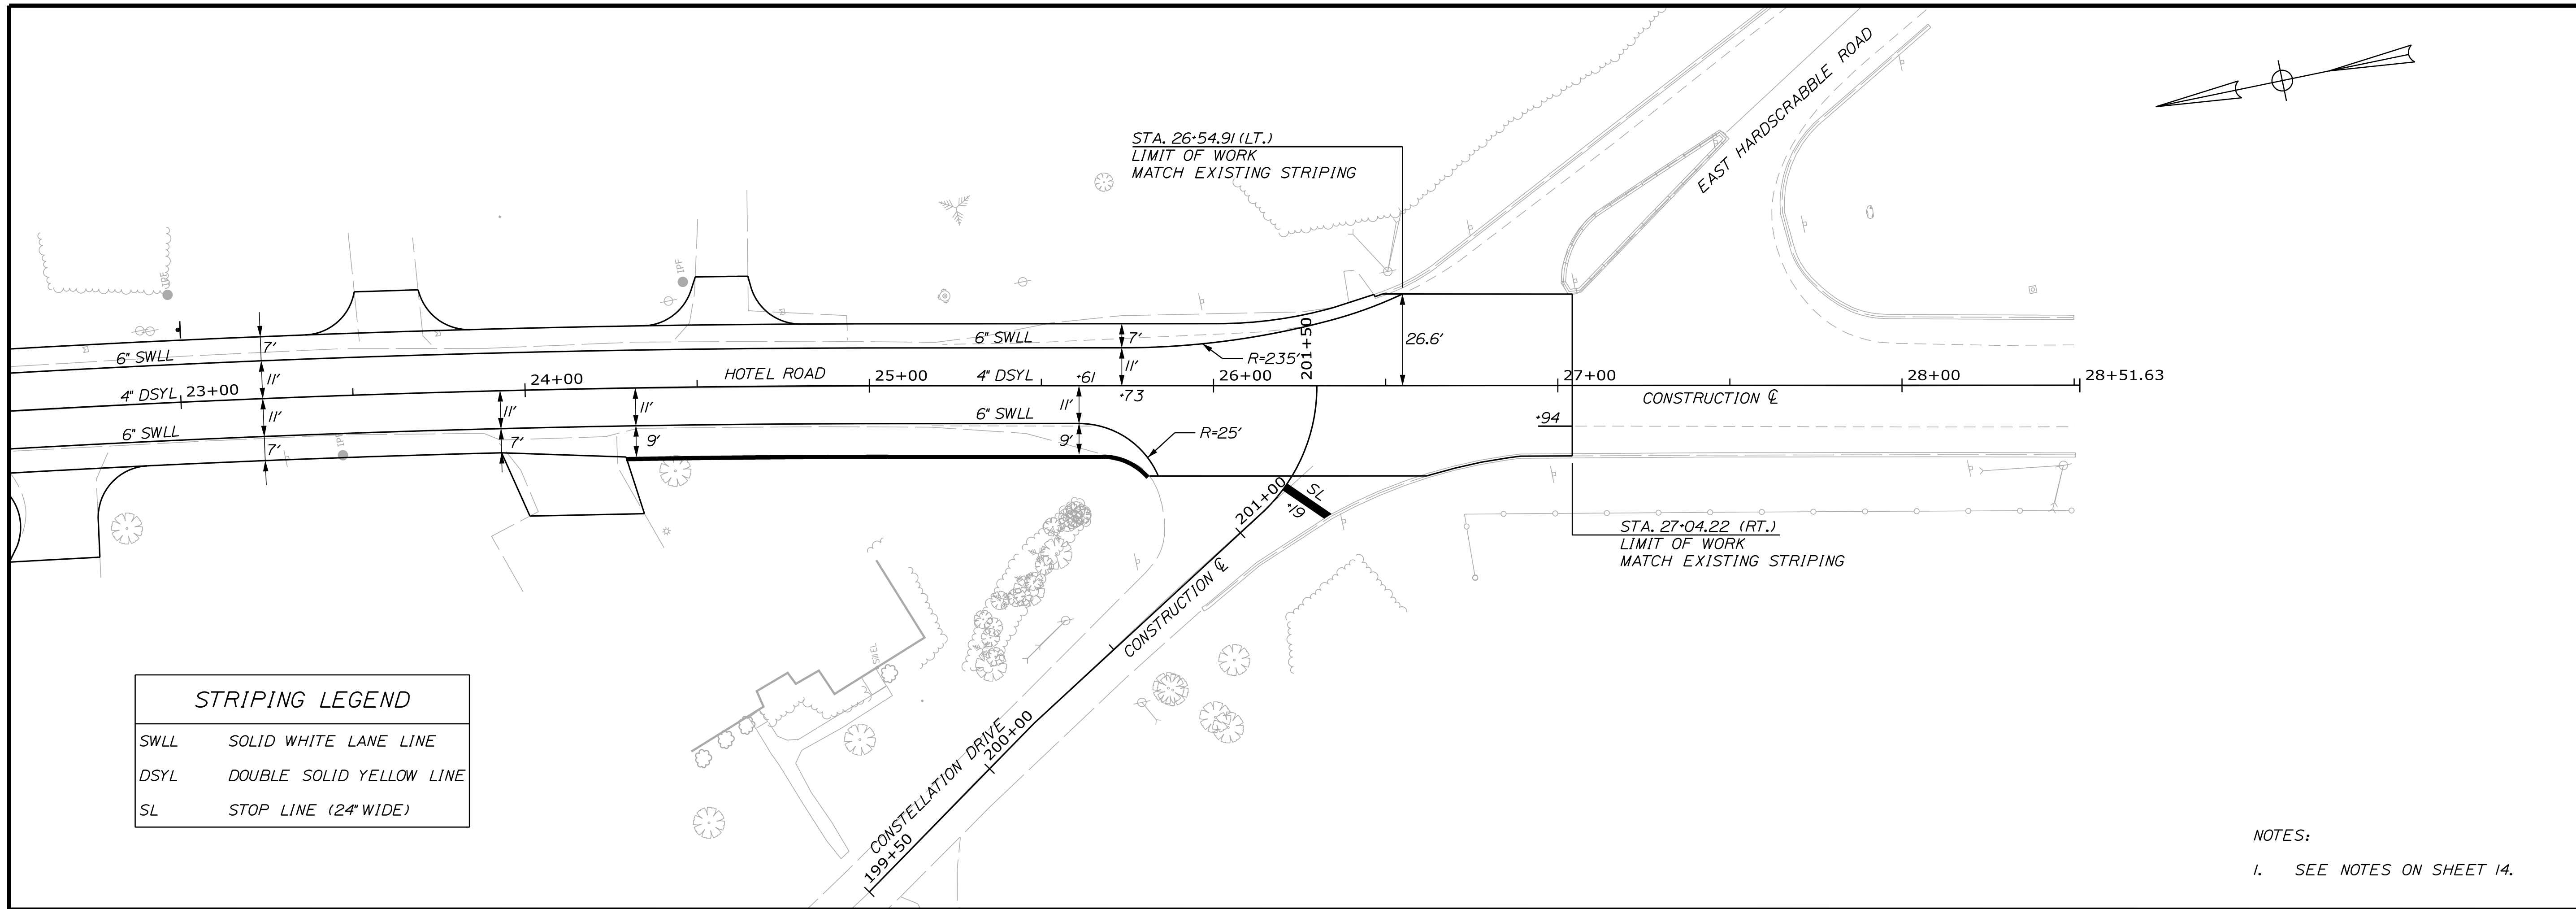 EAST HARDSCRABBLE ROAD
STA. 26+54.91 (LT.)
LIMIT OF WORK
MATCH EXISTING STRIPING
IRF
IPF
6" SWLL
7'
6" SWLL
7'
R=235'
201+50
26.6'
11'
11'
4" DSYL
23+00
24+00
HOTEL ROAD
25+00
4" DSYL
+61
+73
26+00
27+00
28+00
28+51.63
CONSTRUCTION ℄
6" SWLL
11'
7'
IPF
11'
7'
11'
9'
6" SWLL
11'
9'
R=25'
+94
201+00
SL
+19
STA. 27+04.22 (RT.)
LIMIT OF WORK
MATCH EXISTING STRIPING
CONSTRUCTION ℄
CONSTELLATION DRIVE
200+00
199+50
STRIPING LEGEND
SWLL SOLID WHITE LANE LINE
DSYL DOUBLE SOLID YELLOW LINE
SL STOP LINE (24" WIDE)
NOTES:
1. SEE NOTES ON SHEET 14.